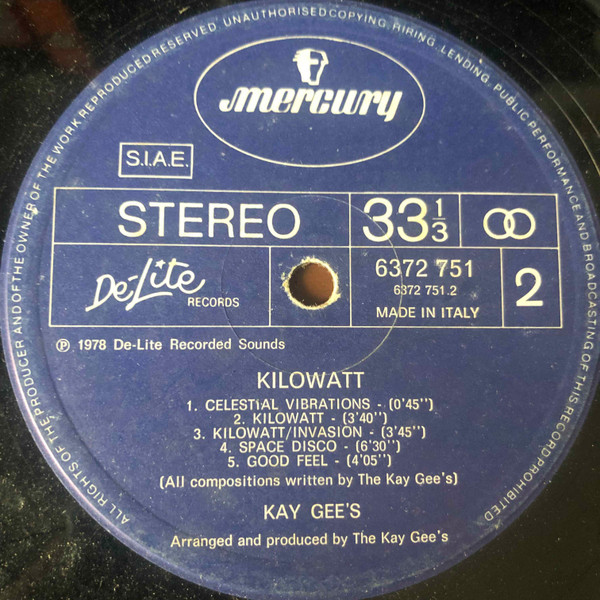 ALL RIGHTS OF THE PRODUCER AND OF THE OWNER OF THE WORK REPRODUCED RESERVED. UNAUTHORISED COPYING, HIRING, LENDING, PUBLIC PERFORMANCE AND BROADCASTING OF THIS RECORD PROHIBITED
mercury
S.I.A.E.
STEREO
33 1/3
De-Lite
RECORDS
6372 751
6372 751.2
MADE IN ITALY
2
℗ 1978 De-Lite Recorded Sounds
KILOWATT
1. CELESTIAL VIBRATIONS - (0'45'')
2. KILOWATT - (3'40'')
3. KILOWATT/INVASION - (3'45'')
4. SPACE DISCO - (6'30'')
5. GOOD FEEL - (4'05'')
(All compositions written by The Kay Gee's)
KAY GEE'S
Arranged and produced by The Kay Gee's